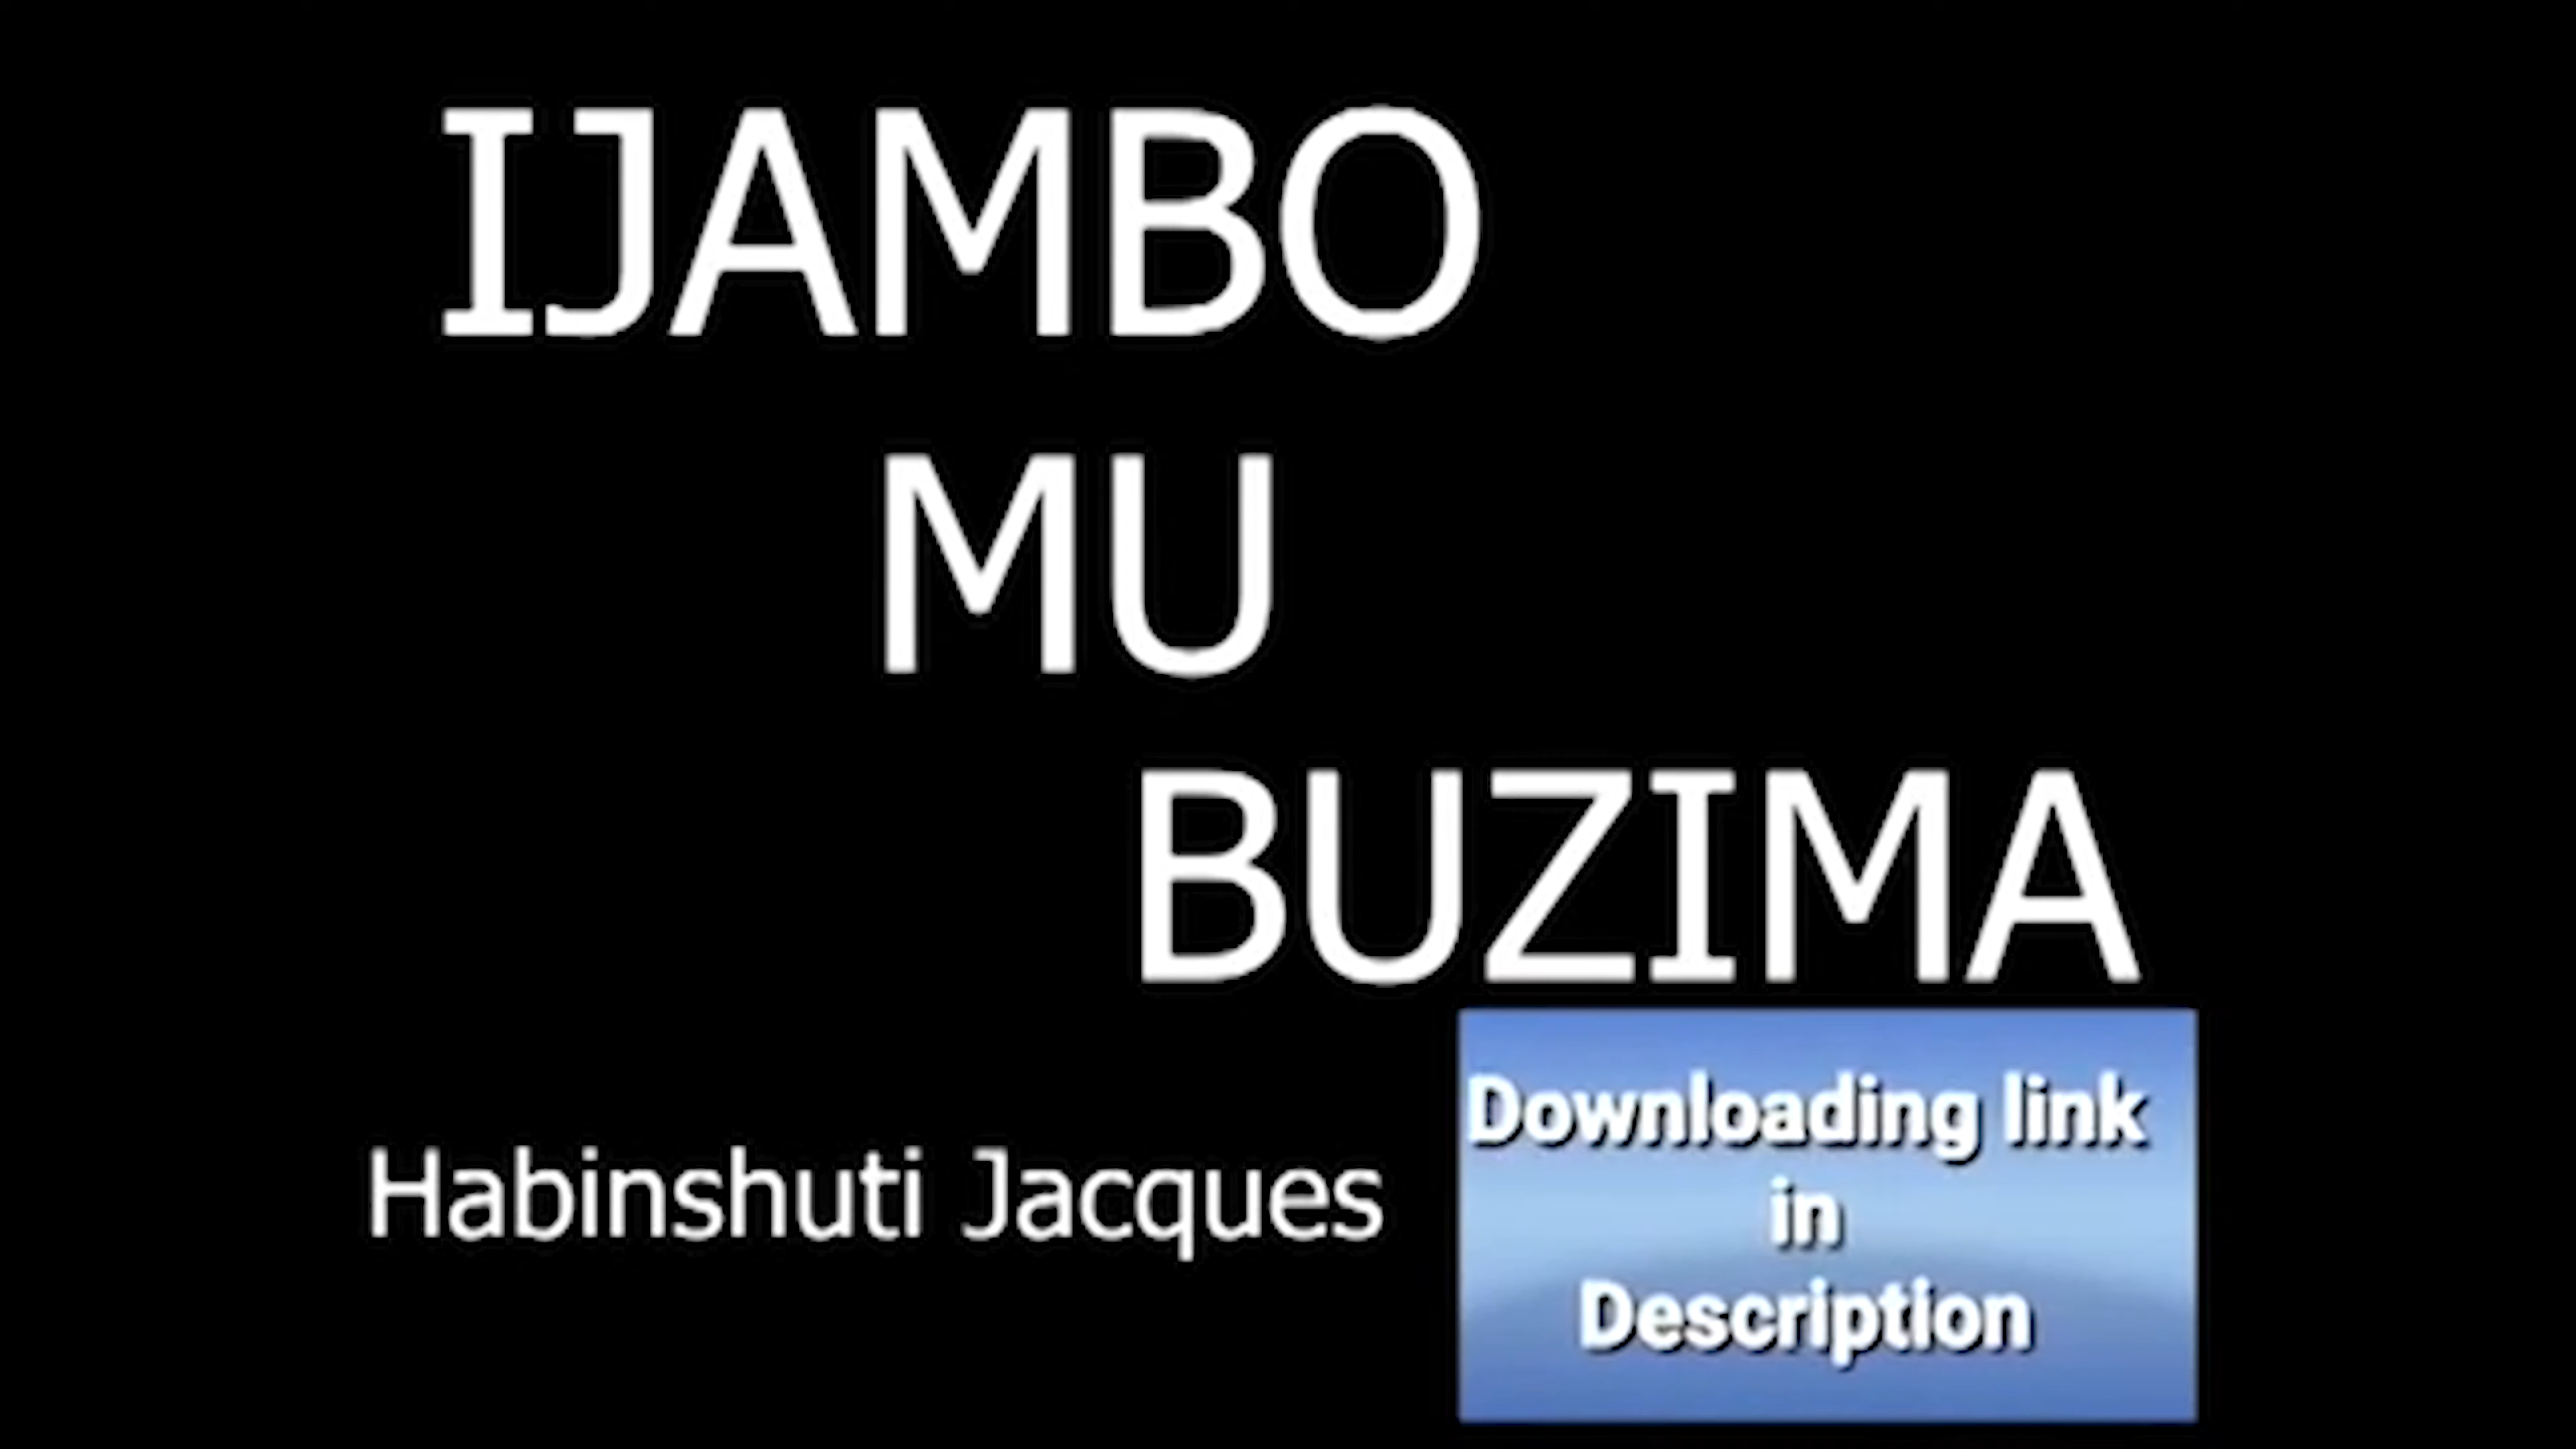 IJAMBO
MU
BUZIMA
Habinshuti Jacques
Downloading link
in
Description